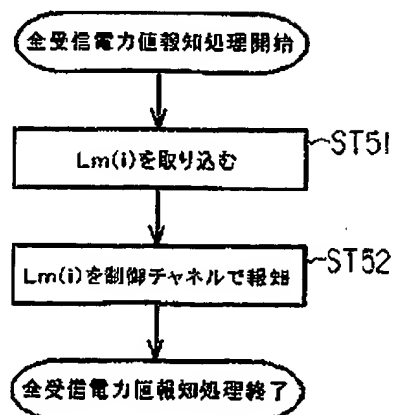 全受信電力値報知処理開始
Lm(i)を取り込む
ST51
Lm(i)を制御チャネルで報知
ST52
全受信電力値報知処理終了